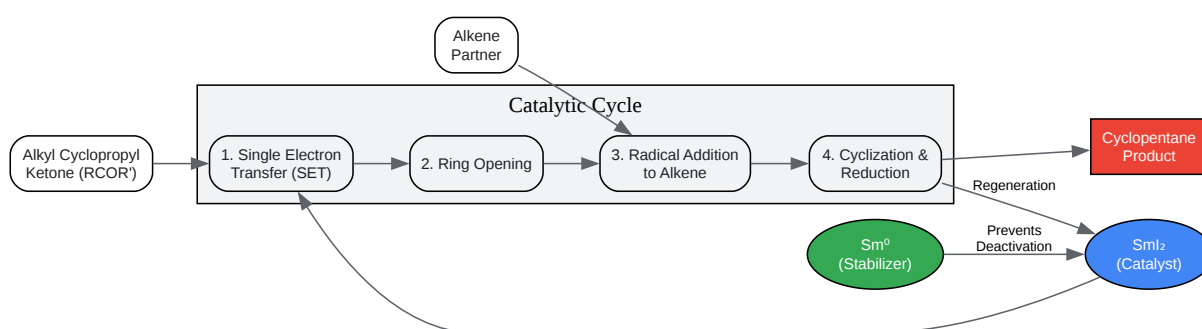 Alkene
Partner
Catalytic Cycle
Alkyl Cyclopropyl
Ketone (RCOR')
1. Single Electron
Transfer (SET)
2. Ring Opening
3. Radical Addition
to Alkene
4. Cyclization &
Reduction
Cyclopentane
Product
Regeneration
Sm⁰
(Stabilizer)
Prevents
Deactivation
SmI₂
(Catalyst)